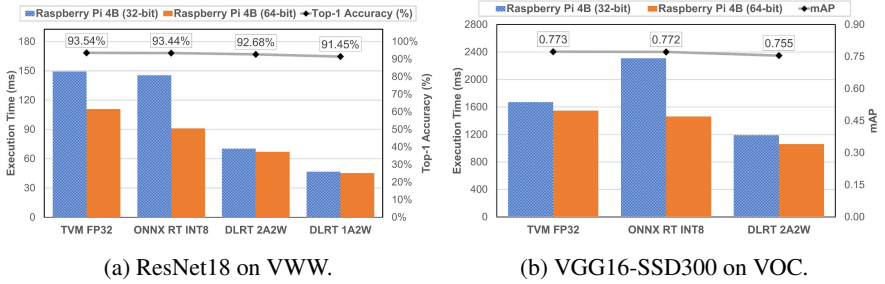 Raspberry Pi 4B (32-bit) Raspberry Pi 4B (64-bit) Top-1 Accuracy (%)
180
150
120
90
60
30
0
Execution Time (ms)
93.54% 93.44% 92.68% 91.45%
100%
90%
80%
70%
60%
50%
40%
30%
20%
10%
0%
Top-1 Accuracy (%)
TVM FP32 ONNX RT INT8 DLRT 2A2W DLRT 1A2W
(a) ResNet18 on VWW.
Raspberry Pi 4B (32-bit) Raspberry Pi 4B (64-bit) mAP
2800
2400
2000
1600
1200
800
400
0
Execution Time (ms)
0.773 0.772 0.755
0.90
0.75
0.60
0.45
0.30
0.15
0.00
mAP
TVM FP32 ONNX RT INT8 DLRT 2A2W
(b) VGG16-SSD300 on VOC.